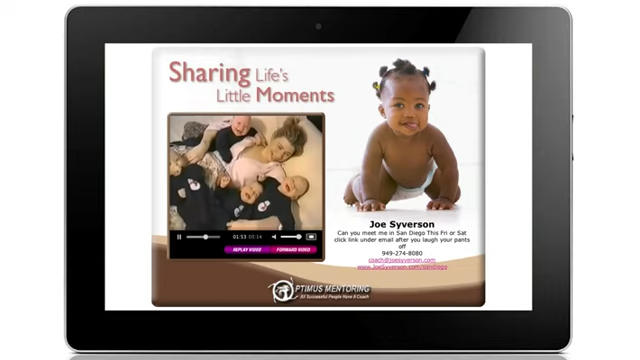 Sharing Life's
Little Moments
Joe Syverson
Can you meet me in San Diego This Fri or Sat
click link under email after you laugh your pants
off
949-274-8080
coach@joesyverson.com
www.JoeSyverson.com/sandiego
01:53 03:14
REPLAY VIDEO FORWARD VIDEO
PTIMUS MENTORING
All Successful People Have A Coach